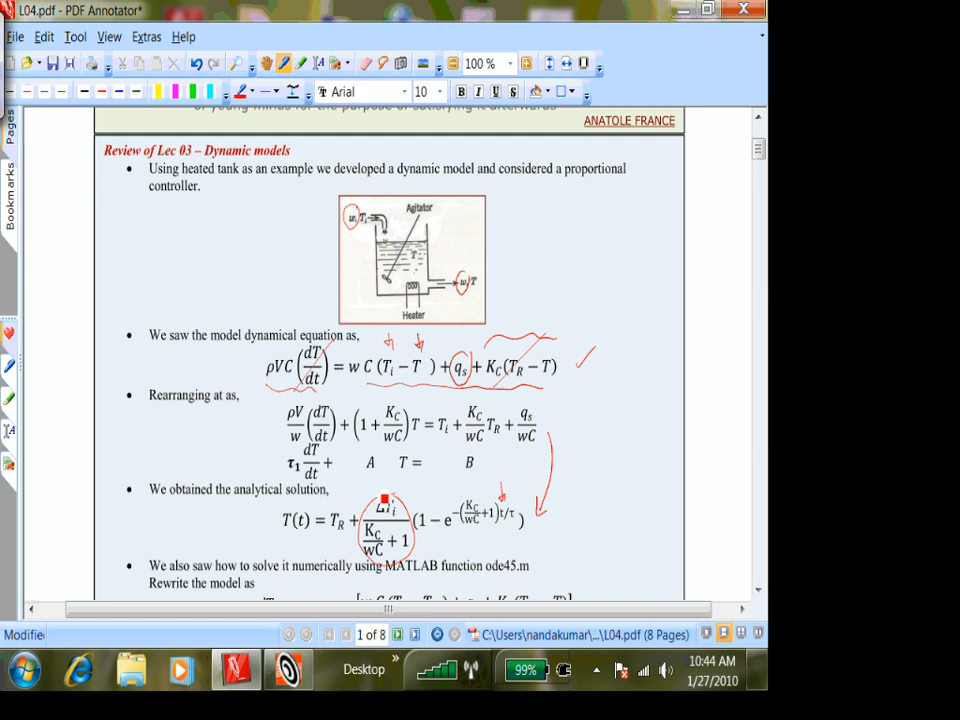 L04.pdf - PDF Annotator*
File Edit Tool View Extras Help
100 %
Arial 10 B I U S
Pages
Bookmarks
ANATOLE FRANCE
Review of Lec 03 – Dynamic models
• Using heated tank as an example we developed a dynamic model and considered a proportional
controller.
Agitator
w, Ti
T
w, T
Heater
• We saw the model dynamical equation as,
ρVC (dT/dt) = w C (Ti − T ) + qs + KC(TR − T)
• Rearranging at as,
ρV/w (dT/dt) + (1 + KC/wC) T = Ti + KC/wC TR + qs/wC
τ1 dT/dt + A T = B
• We obtained the analytical solution,
T(t) = TR + ΔTi/(KC/wC + 1) (1 − e^−(KC/wC+1)t/τ)
• We also saw how to solve it numerically using MATLAB function ode45.m
Rewrite the model as
Modified
1 of 8
C:\Users\nandakumar\...\L04.pdf (8 Pages)
Desktop
99%
10:44 AM
1/27/2010